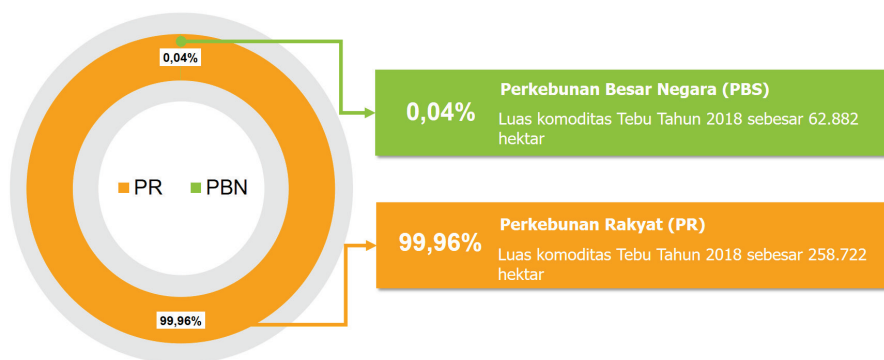 0,04%
PR PBN
99,96%
0,04%
Perkebunan Besar Negara (PBS)
Luas komoditas Tebu Tahun 2018 sebesar 62.882
hektar
99,96%
Perkebunan Rakyat (PR)
Luas komoditas Tebu Tahun 2018 sebesar 258.722
hektar